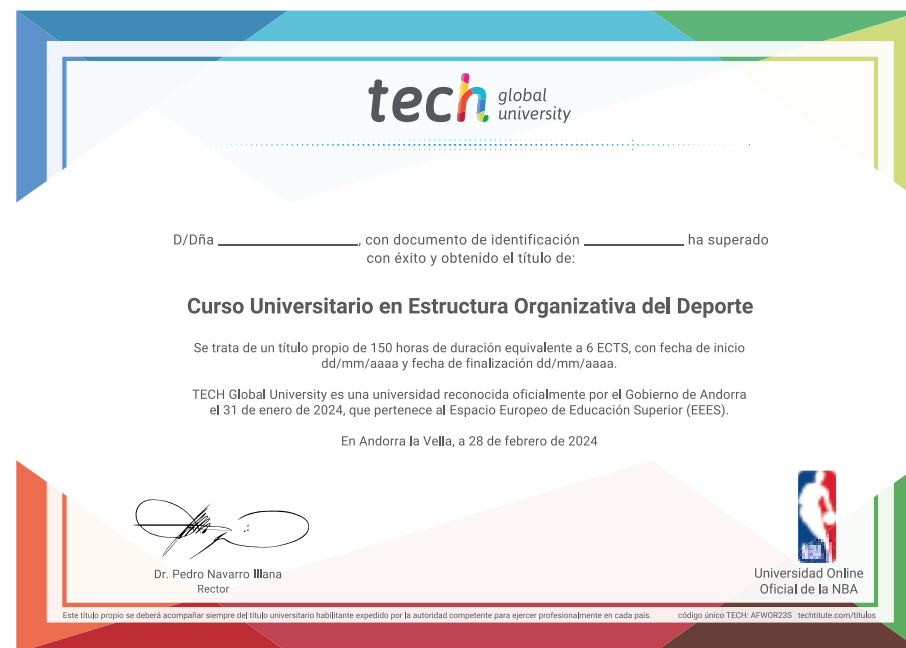 tech global university
D/Dña ____________________, con documento de identificación ______________ ha superado
con éxito y obtenido el título de:
Curso Universitario en Estructura Organizativa del Deporte
Se trata de un título propio de 150 horas de duración equivalente a 6 ECTS, con fecha de inicio
dd/mm/aaaa y fecha de finalización dd/mm/aaaa.
TECH Global University es una universidad reconocida oficialmente por el Gobierno de Andorra
el 31 de enero de 2024, que pertenece al Espacio Europeo de Educación Superior (EEES).
En Andorra la Vella, a 28 de febrero de 2024
Dr. Pedro Navarro Illana
Rector
NBA
Universidad Online
Oficial de la NBA
Este título propio se deberá acompañar siempre del título universitario habilitante expedido por la autoridad competente para ejercer profesionalmente en cada país.
código único TECH: AFWOR23S techtitute.com/titulos